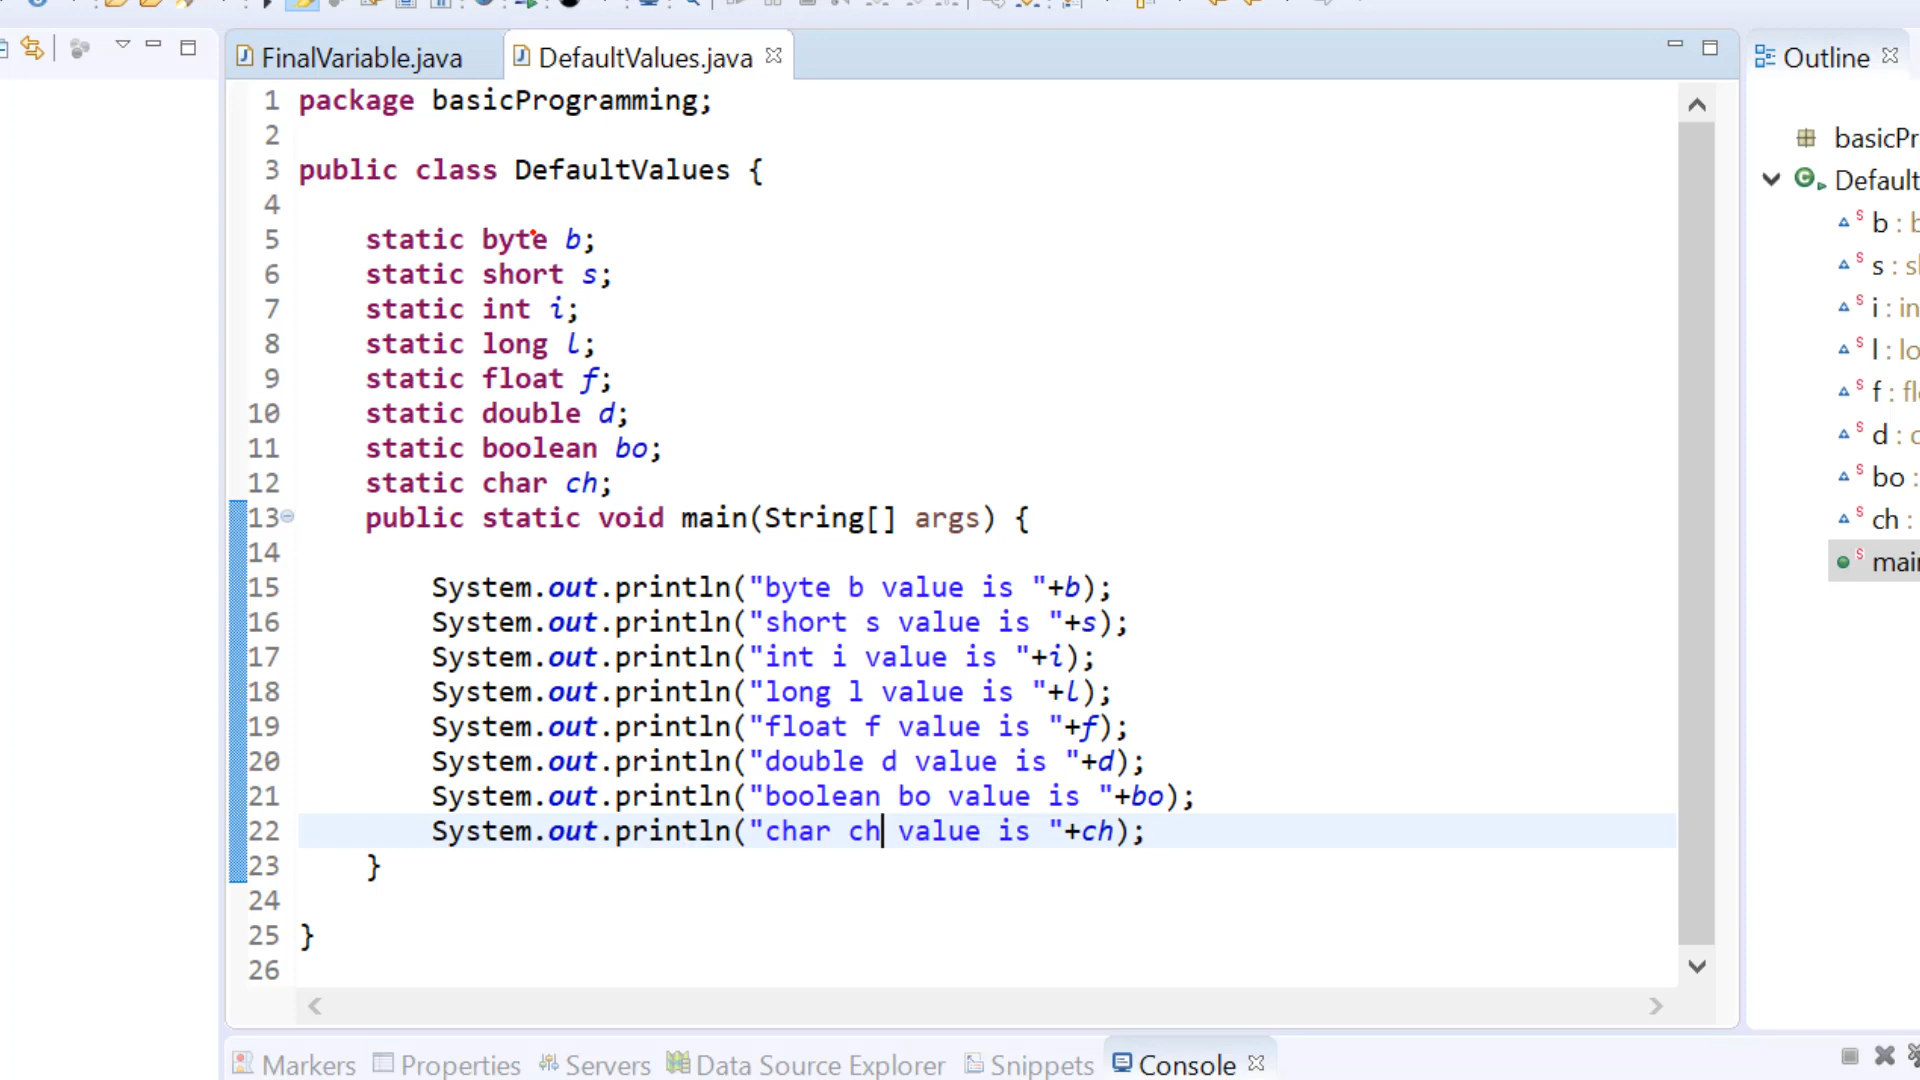 FinalVariable.java
DefaultValues.java
Outline
1 package basicProgramming;
2
3 public class DefaultValues {
4
5 static byte b;
6 static short s;
7 static int i;
8 static long l;
9 static float f;
10 static double d;
11 static boolean bo;
12 static char ch;
13 public static void main(String[] args) {
14
15 System.out.println("byte b value is "+b);
16 System.out.println("short s value is "+s);
17 System.out.println("int i value is "+i);
18 System.out.println("long l value is "+l);
19 System.out.println("float f value is "+f);
20 System.out.println("double d value is "+d);
21 System.out.println("boolean bo value is "+bo);
22 System.out.println("char ch value is "+ch);
23 }
24
25 }
26
basicPr
Default
b : b
s : sl
i : in
l : lo
f : fl
d : d
bo :
ch :
main
Markers
Properties
Servers
Data Source Explorer
Snippets
Console